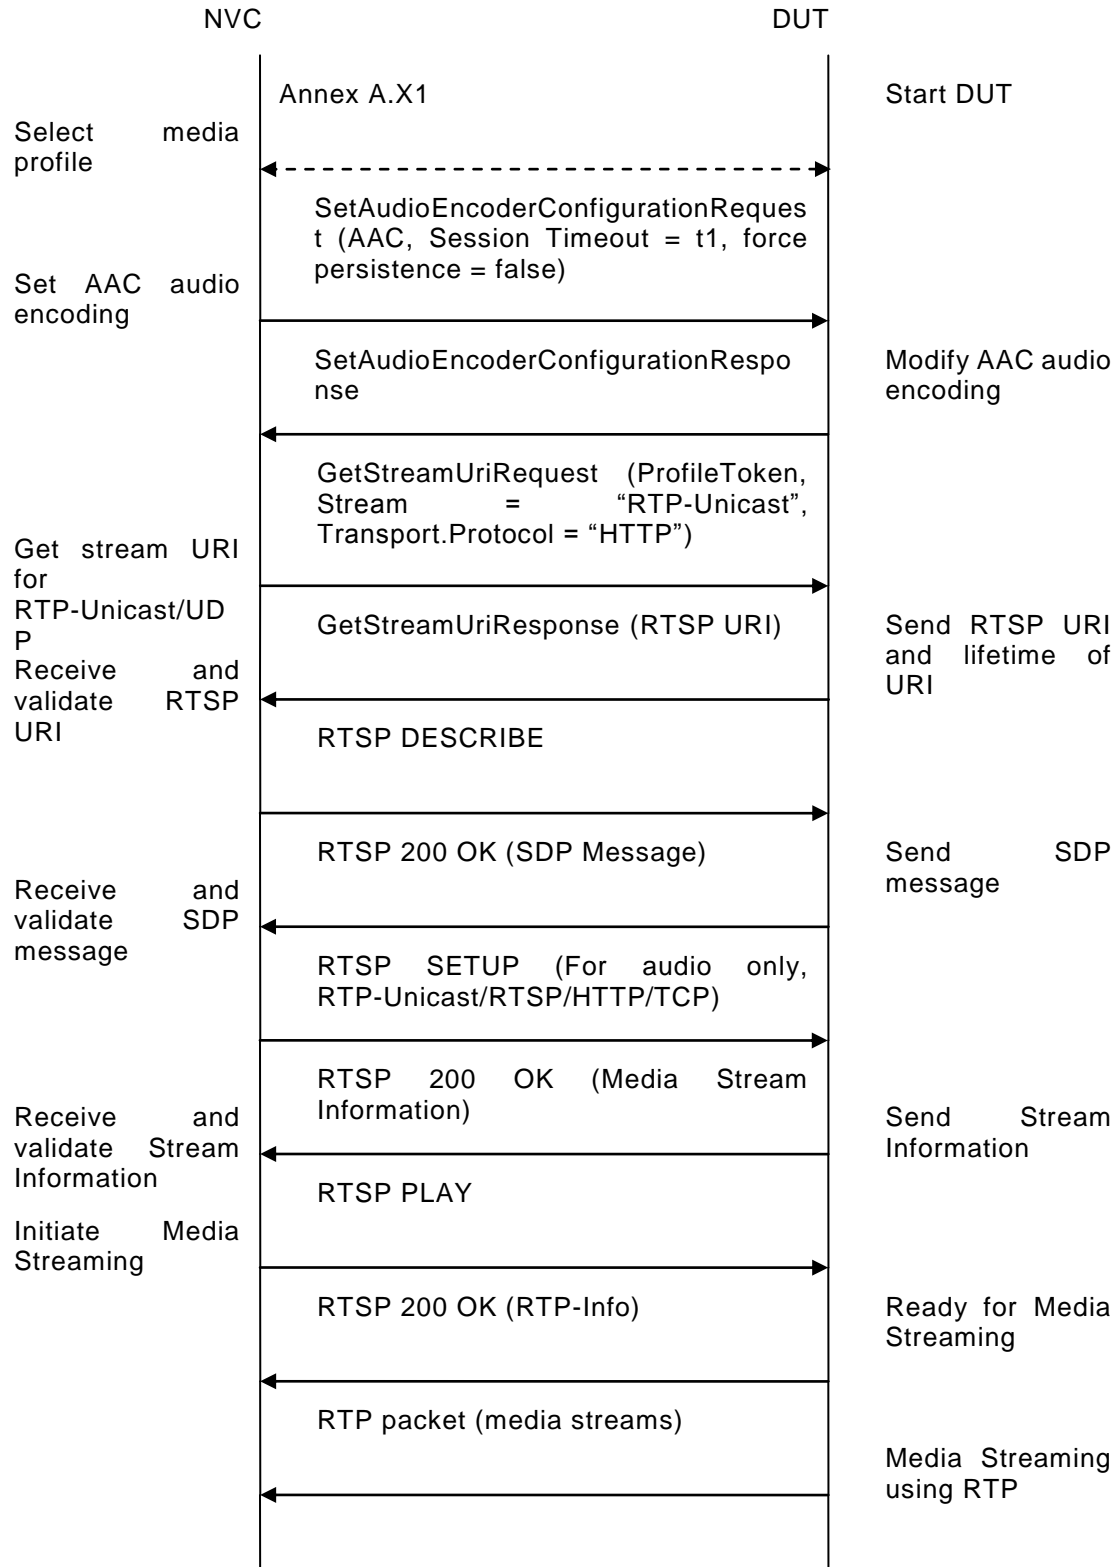 NVC
DUT
Annex A.X1
Start DUT
Select media
profile
SetAudioEncoderConfigurationReques
t (AAC, Session Timeout = t1, force
persistence = false)
Set AAC audio
encoding
SetAudioEncoderConfigurationRespo
nse
Modify AAC audio
encoding
GetStreamUriRequest (ProfileToken,
Stream = “RTP-Unicast”,
Transport.Protocol = “HTTP”)
Get stream URI
for
RTP-Unicast/UD
P
GetStreamUriResponse (RTSP URI)
Send RTSP URI
and lifetime of
URI
Receive and
validate RTSP
URI
RTSP DESCRIBE
RTSP 200 OK (SDP Message)
Send SDP
message
Receive and
validate SDP
message
RTSP SETUP (For audio only,
RTP-Unicast/RTSP/HTTP/TCP)
RTSP 200 OK (Media Stream
Information)
Send Stream
Information
Receive and
validate Stream
Information
RTSP PLAY
Initiate Media
Streaming
RTSP 200 OK (RTP-Info)
Ready for Media
Streaming
RTP packet (media streams)
Media Streaming
using RTP